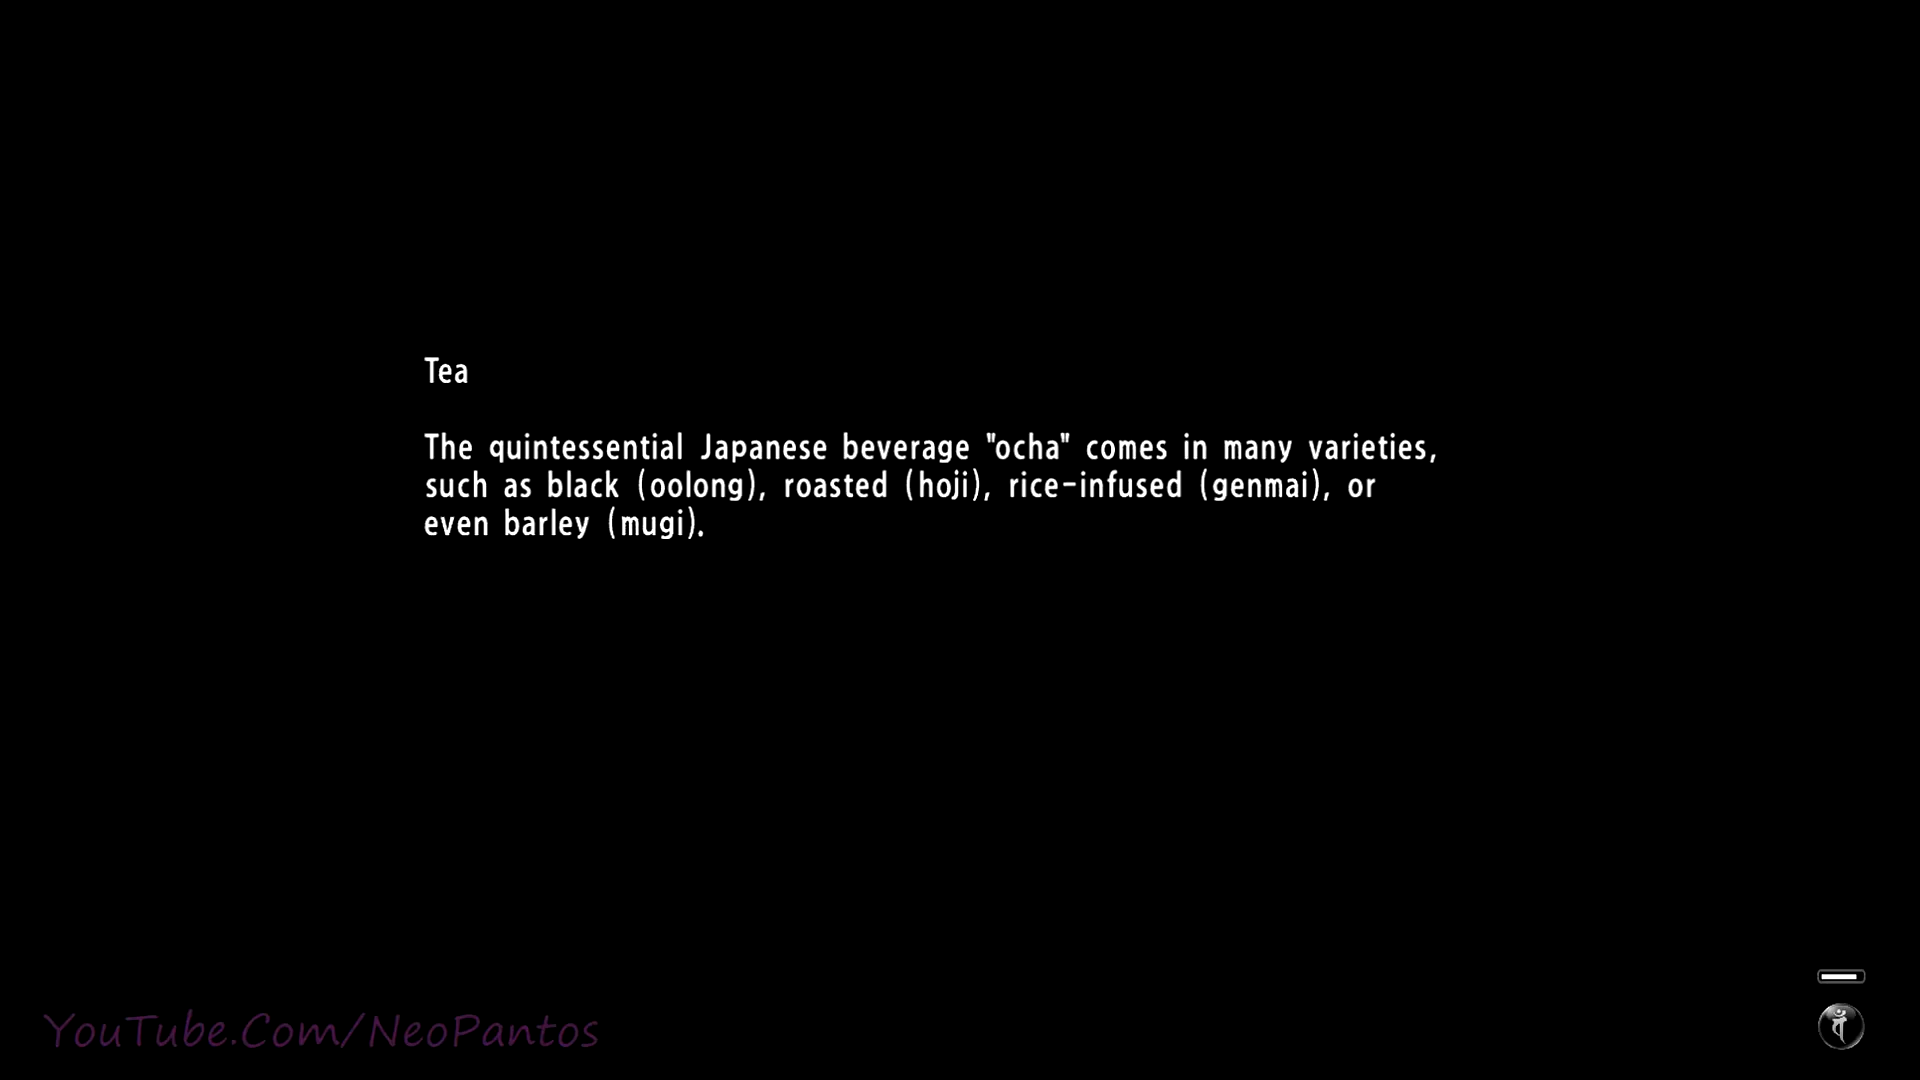 Tea
The quintessential Japanese beverage "ocha" comes in many varieties,
such as black (oolong), roasted (hoji), rice-infused (genmai), or
even barley (mugi).
YouTube.Com/NeoPantos